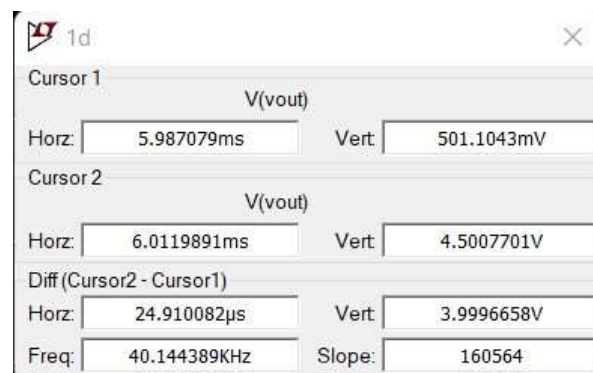 1d
Cursor 1
V(vout)
Horz: 5.987079ms Vert: 501.1043mV
Cursor 2
V(vout)
Horz: 6.0119891ms Vert: 4.5007701V
Diff (Cursor2 - Cursor1)
Horz: 24.910082µs Vert: 3.9996658V
Freq: 40.144389KHz Slope: 160564